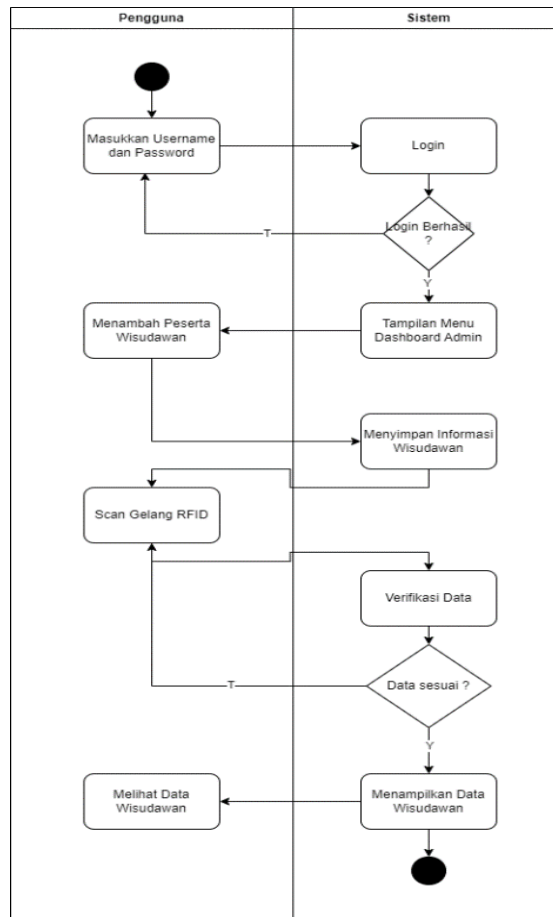 Pengguna
Sistem
Masukkan Username
dan Password
Login
Login Berhasil
?
T
Y
Menambah Peserta
Wisudawan
Tampilan Menu
Dashboard Admin
Menyimpan Informasi
Wisudawan
Scan Gelang RFID
Verifikasi Data
Data sesuai ?
T
Y
Melihat Data
Wisudawan
Menampilkan Data
Wisudawan